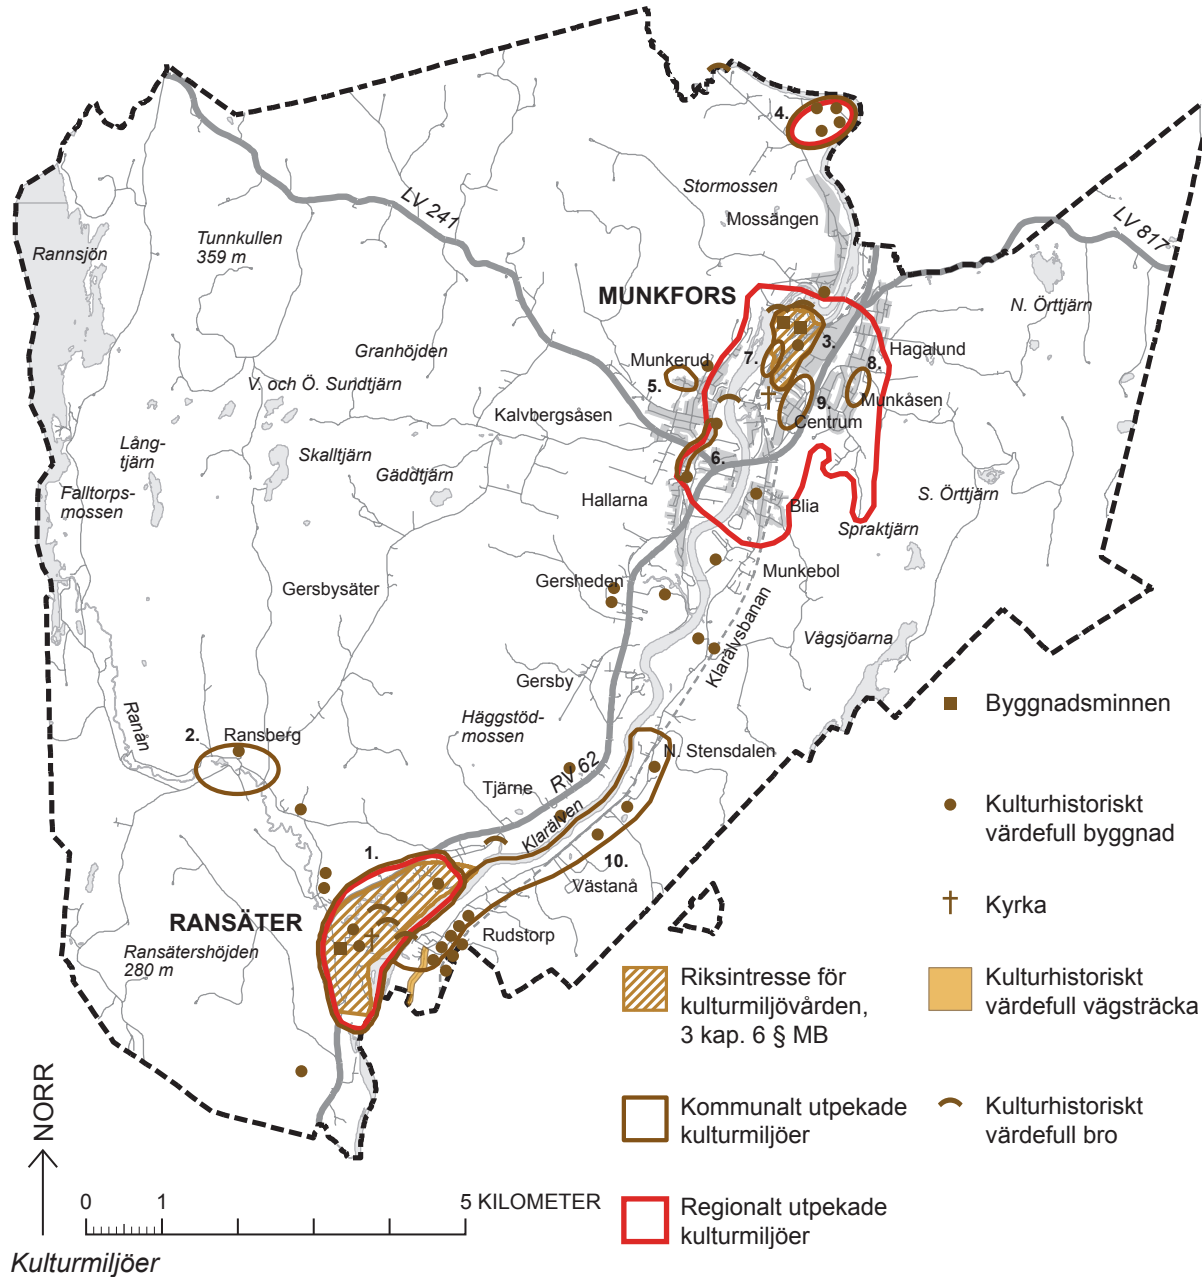 4.
Stormossen
Mossängen
LV 241
LV 817
Rannsjön
Tunnkullen
359 m
MUNKFORS
N. Örttjärn
3.
Hagalund
Granhöjden
Munkerud
7.
8.
5.
V. och Ö. Sundtjärn
Munkåsen
9.
Kalvbergsåsen
Centrum
Lång-
tjärn
Skalltjärn
6.
Gäddtjärn
Falltorps-
mossen
Hallarna
S. Örttjärn
Blia
Spraktjärn
Gersheden
Munkebol
Gersbysäter
Klarälvsbanan
Vågsjöarna
Gersby
Ranån
Häggstöd-
mossen
2.
Ransberg
N. Stensdalen
RV 62
Tjärne
Klarälven
1.
10.
Västanå
RANSÄTER
Rudstorp
Ransätershöjden
280 m
Byggnadsminnen
Kulturhistoriskt
värdefull byggnad
Kyrka
Riksintresse för
kulturmiljövården,
3 kap. 6 § MB
Kulturhistoriskt
värdefull vägsträcka
Kommunalt utpekade
kulturmiljöer
Kulturhistoriskt
värdefull bro
Regionalt utpekade
kulturmiljöer
NORR
0 1 5 KILOMETER
Kulturmiljöer